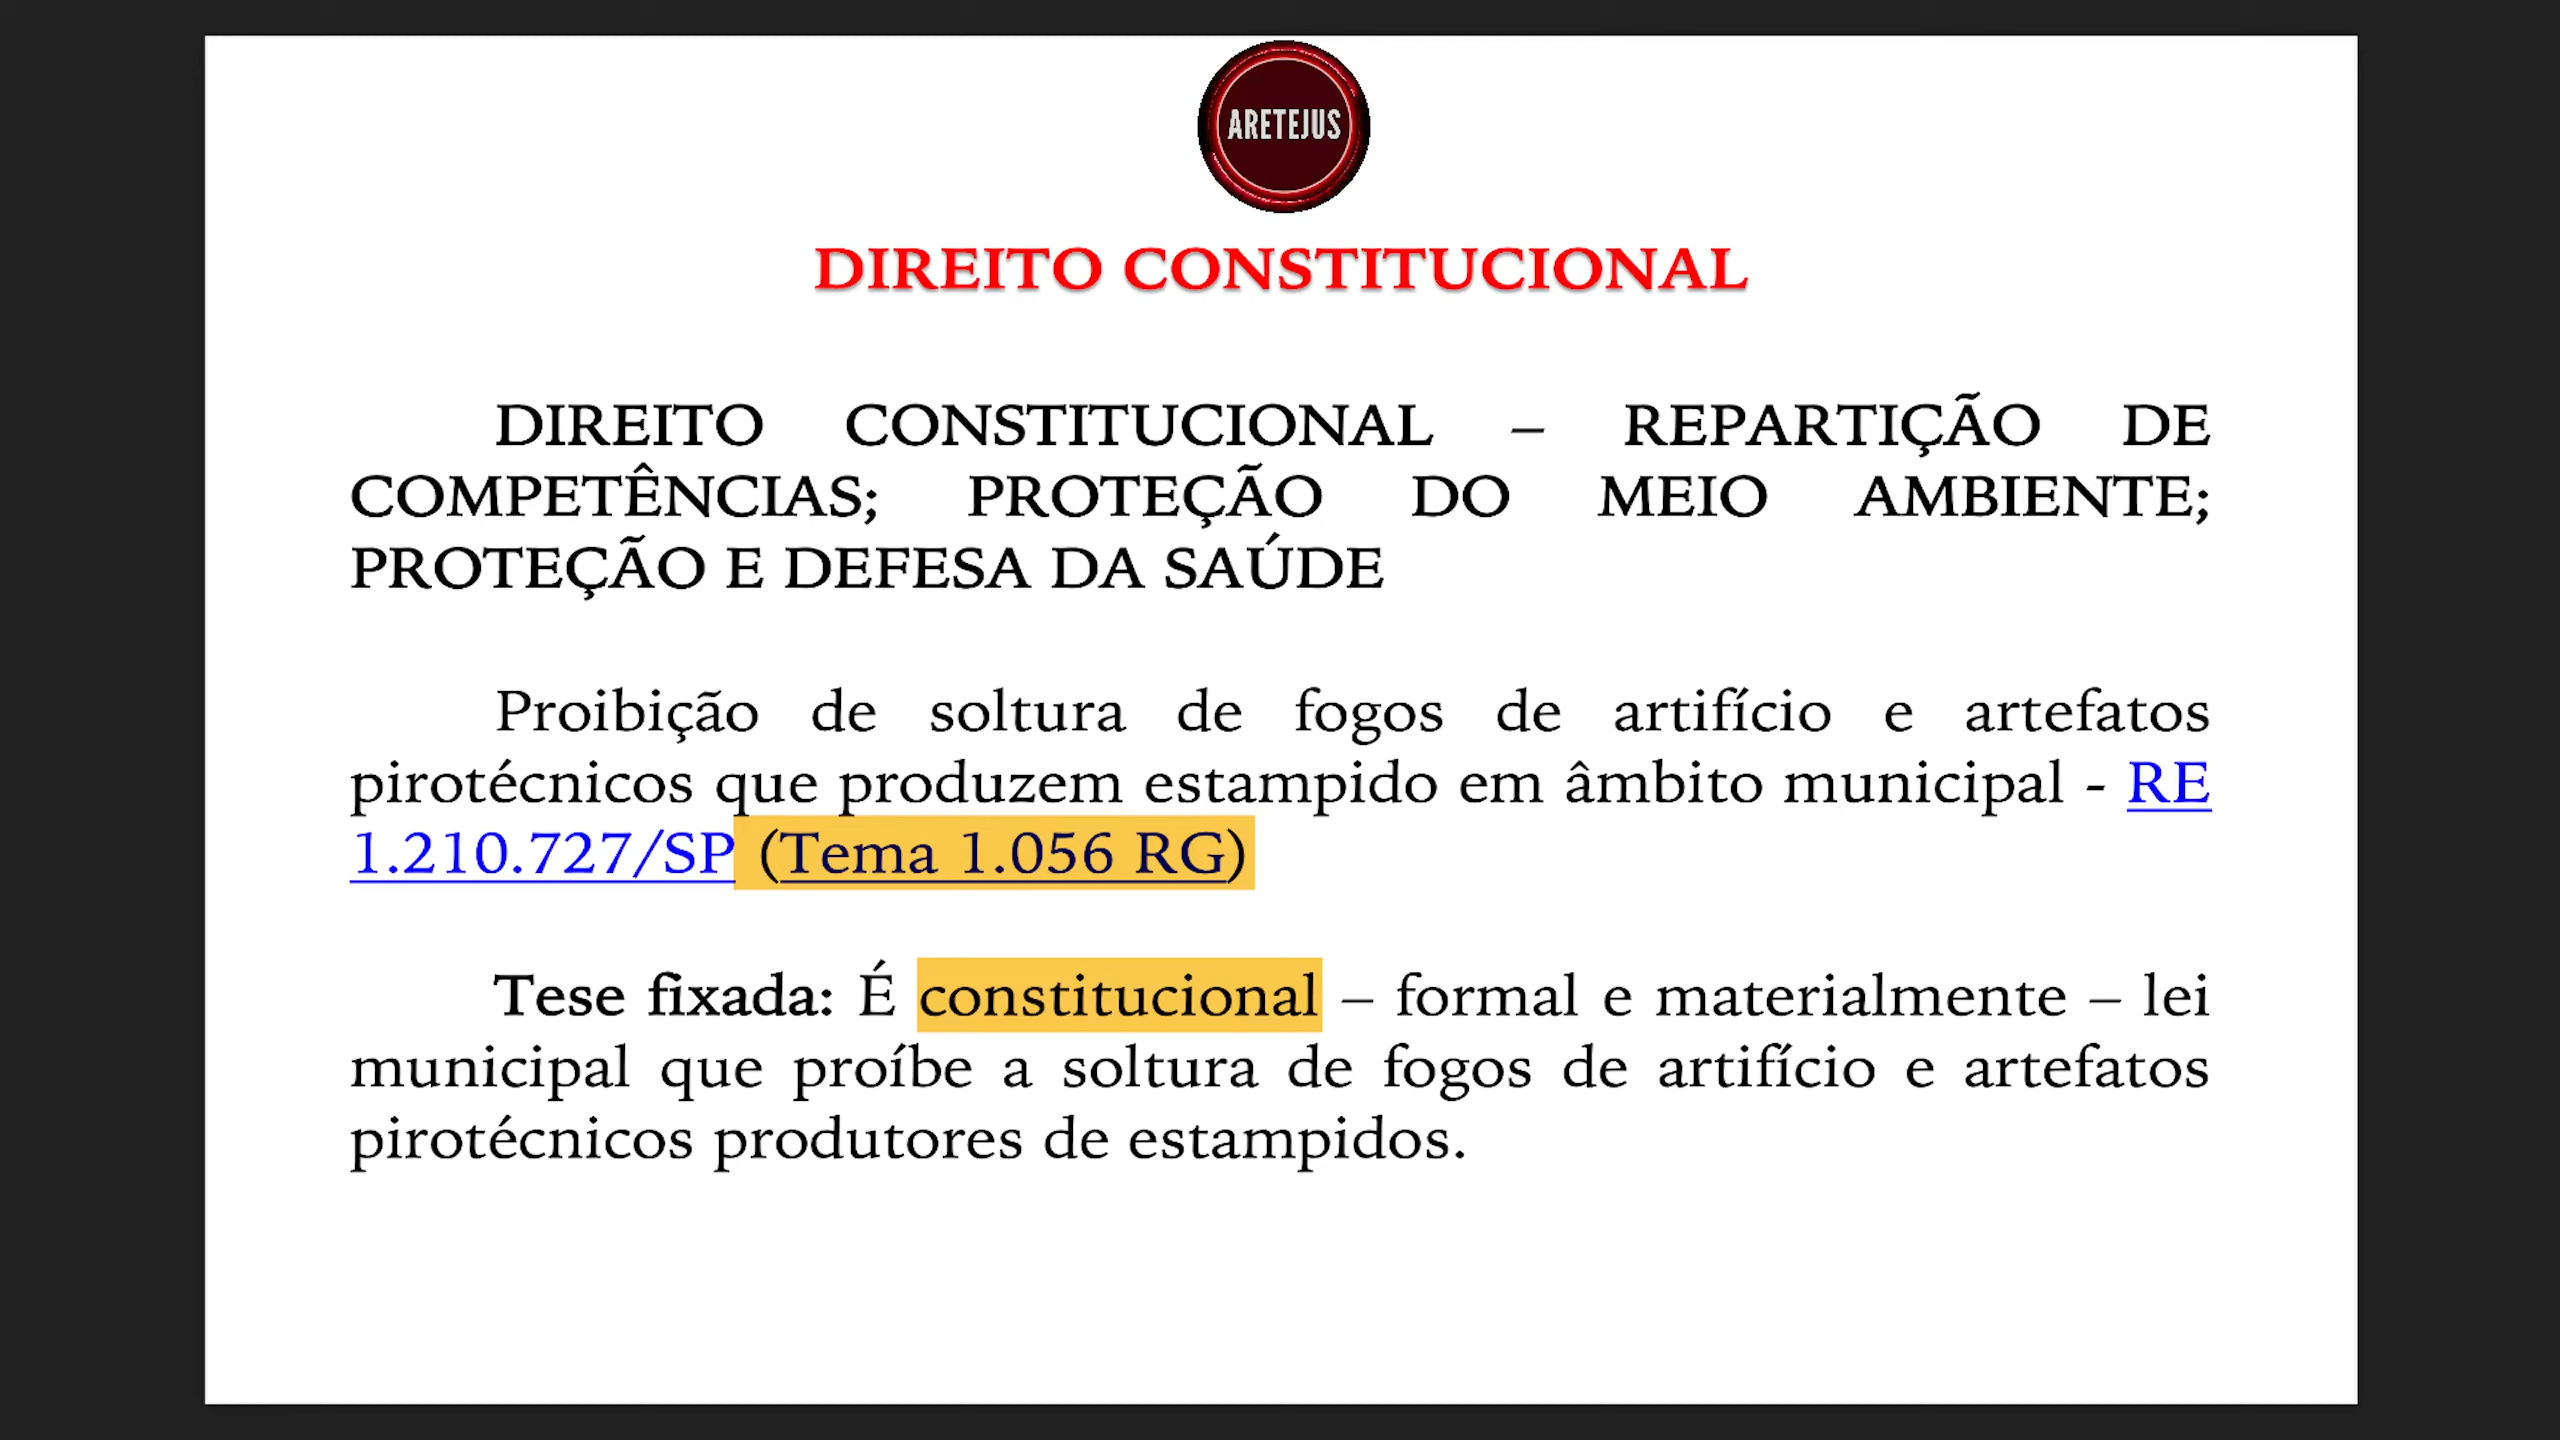 ARETEJUS
DIREITO CONSTITUCIONAL
DIREITO CONSTITUCIONAL – REPARTIÇÃO DE
COMPETÊNCIAS; PROTEÇÃO DO MEIO AMBIENTE;
PROTEÇÃO E DEFESA DA SAÚDE
Proibição de soltura de fogos de artifício e artefatos
pirotécnicos que produzem estampido em âmbito municipal - RE
1.210.727/SP (Tema 1.056 RG)
Tese fixada: É constitucional – formal e materialmente – lei
municipal que proíbe a soltura de fogos de artifício e artefatos
pirotécnicos produtores de estampidos.